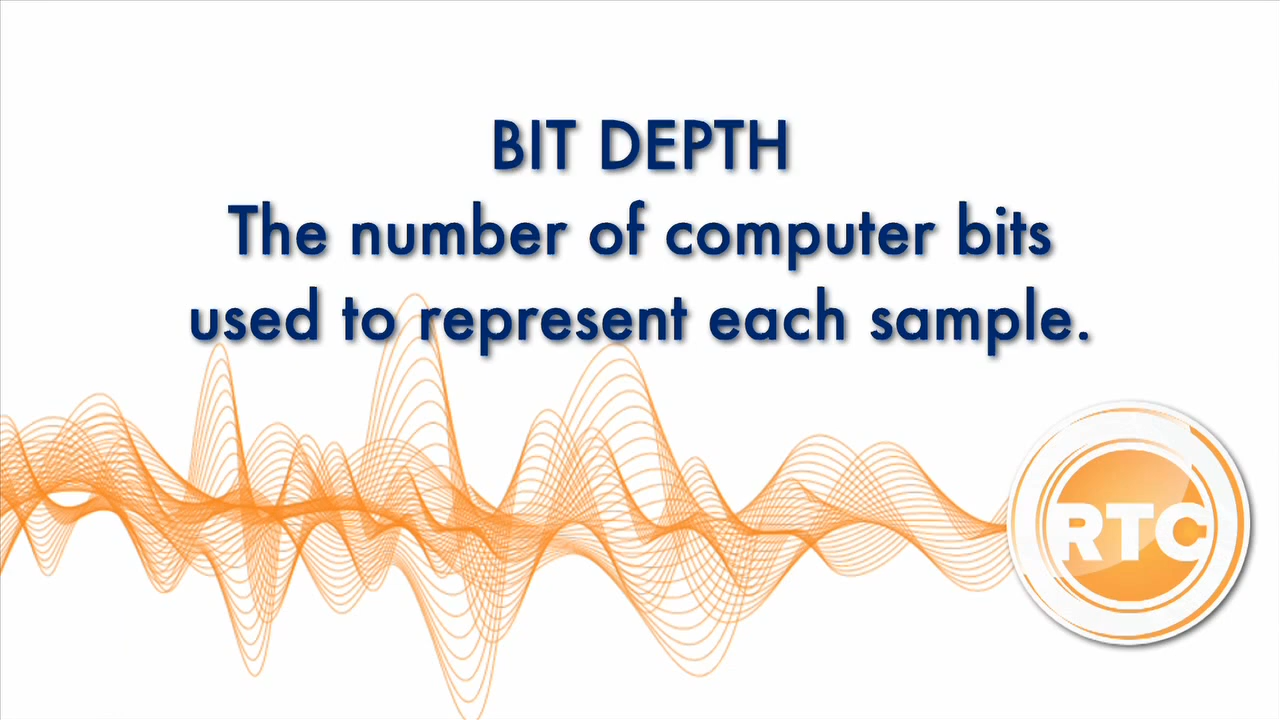 BIT DEPTH
The number of computer bits
used to represent each sample.
RTC